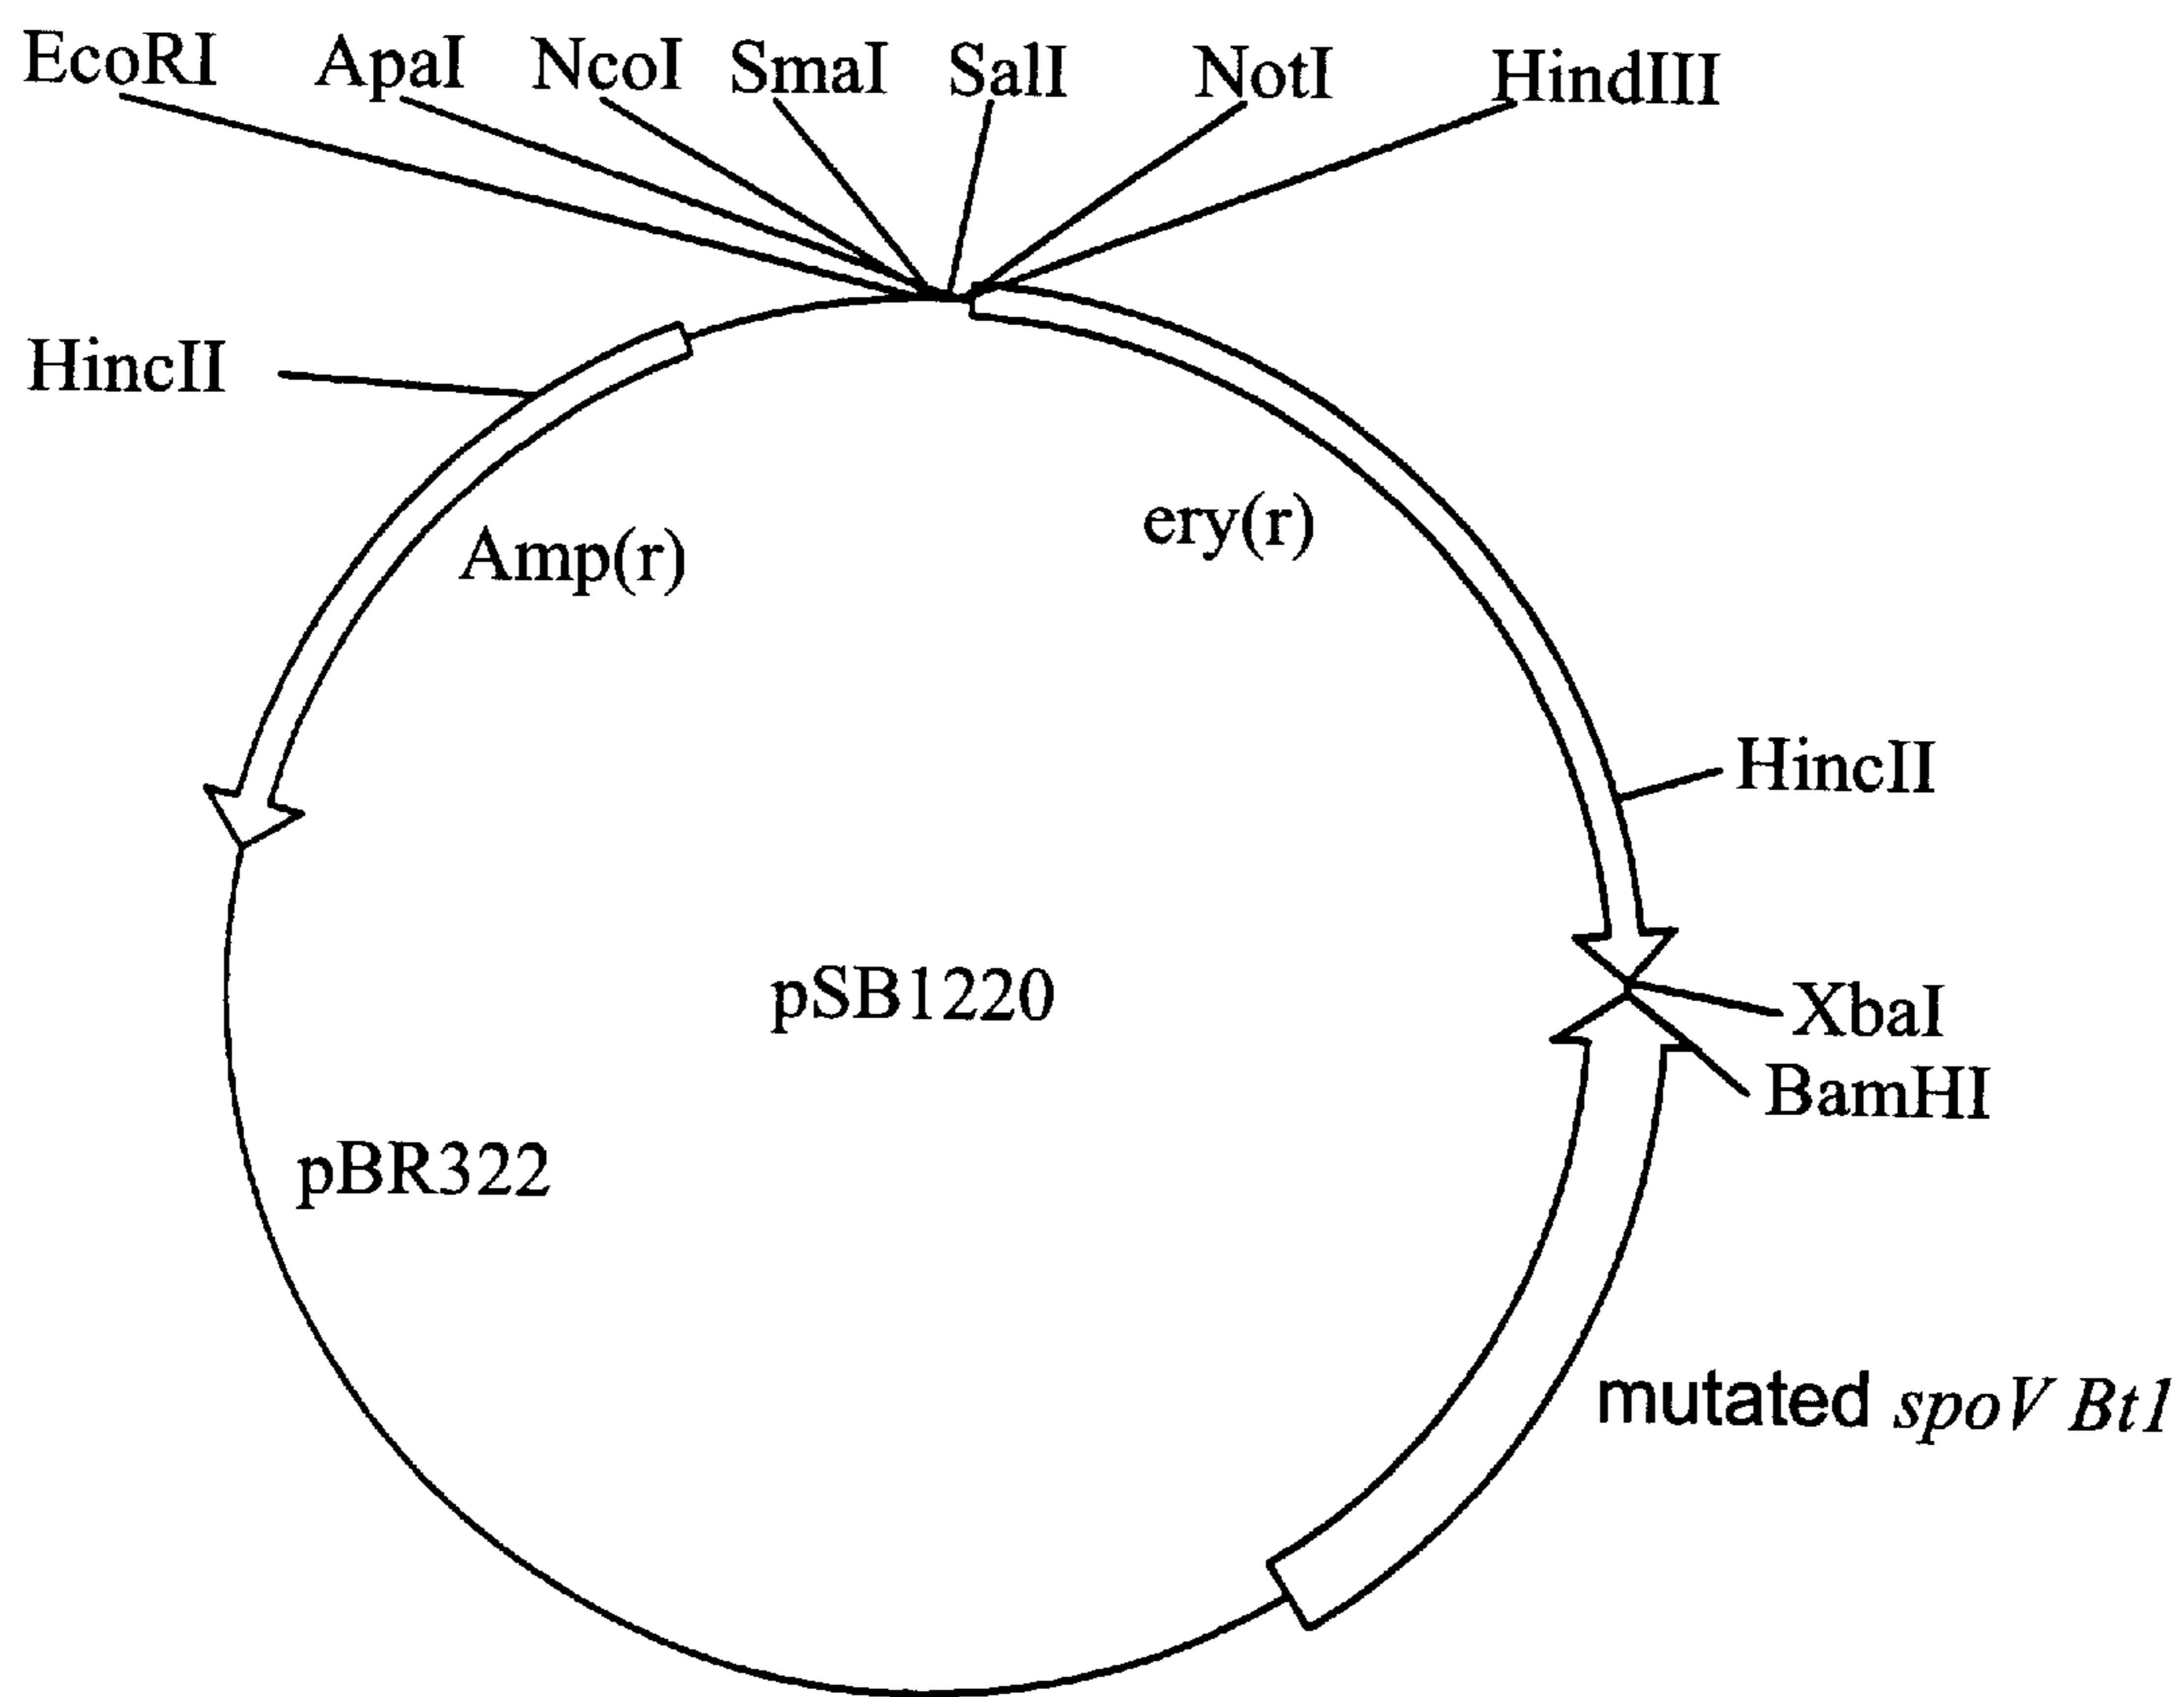 EcoRI ApaI NcoI SmaI SalI NotI HindIII
HincII
Amp(r)
ery(r)
HincII
pSB1220
XbaI
BamHI
pBR322
mutated spoV Bt1